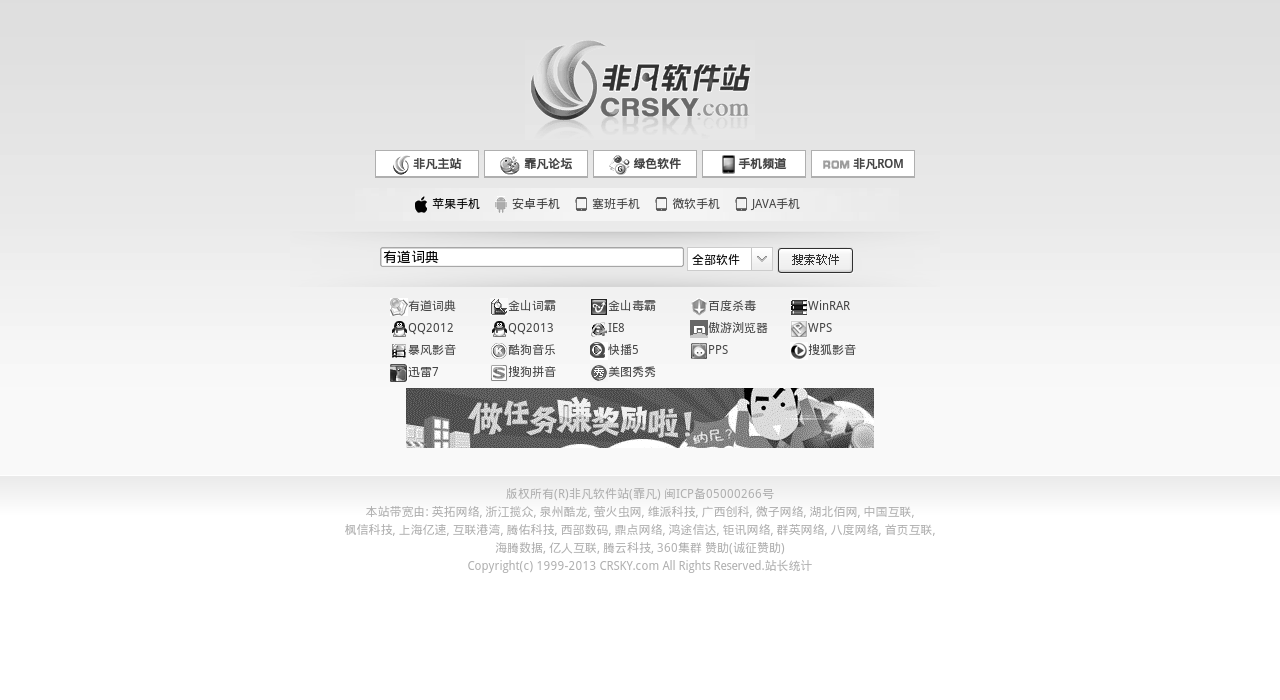 非凡软件站
CRSKY.com
非凡主站 霏凡论坛 绿色软件 手机频道 ROM 非凡ROM
苹果手机 安卓手机 塞班手机 微软手机 JAVA手机
有道词典 全部软件 搜索软件
有道词典 金山词霸 金山毒霸 百度杀毒 WinRAR
QQ2012 QQ2013 IE8 傲游浏览器 WPS
暴风影音 酷狗音乐 快播5 PPS 搜狐影音
迅雷7 搜狗拼音 美图秀秀
做任务赚奖励啦! 纳尼?
版权所有(R)非凡软件站(霏凡) 闽ICP备05000266号
本站带宽由: 英拓网络, 浙江揽众, 泉州酷龙, 萤火虫网, 维派科技, 广西创科, 微子网络, 湖北佰网, 中国互联,
枫信科技, 上海亿速, 互联港湾, 腾佑科技, 西部数码, 鼎点网络, 鸿途信达, 钜讯网络, 群英网络, 八度网络, 首页互联,
海腾数据, 亿人互联, 腾云科技, 360集群 赞助(诚征赞助)
Copyright(c) 1999-2013 CRSKY.com All Rights Reserved.站长统计